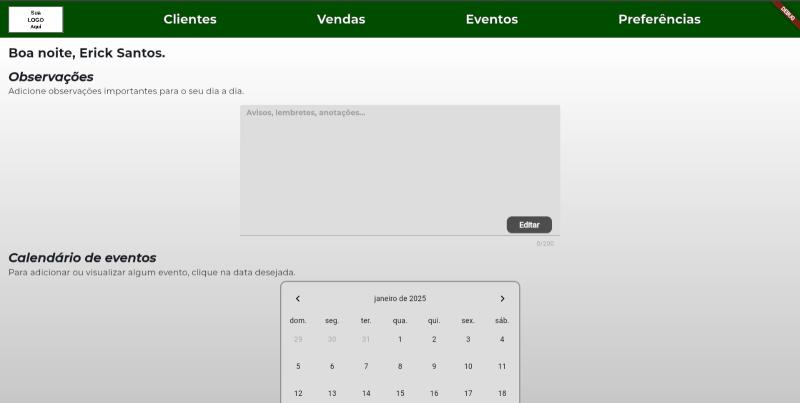 Sua
LOGO
Aqui
Clientes
Vendas
Eventos
Preferências
DEBUG
Boa noite, Erick Santos.
Observações
Adicione observações importantes para o seu dia a dia.
Avisos, lembretes, anotações...
Editar
0/200
Calendário de eventos
Para adicionar ou visualizar algum evento, clique na data desejada.
janeiro de 2025
dom. seg. ter. qua. qui. sex. sáb.
29 30 31 1 2 3 4
5 6 7 8 9 10 11
12 13 14 15 16 17 18